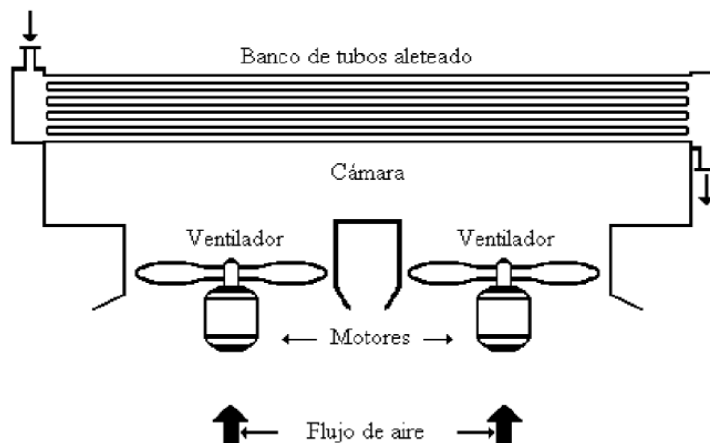 Banco de tubos aleteado
Cámara
Ventilador
Ventilador
Motores
Flujo de aire